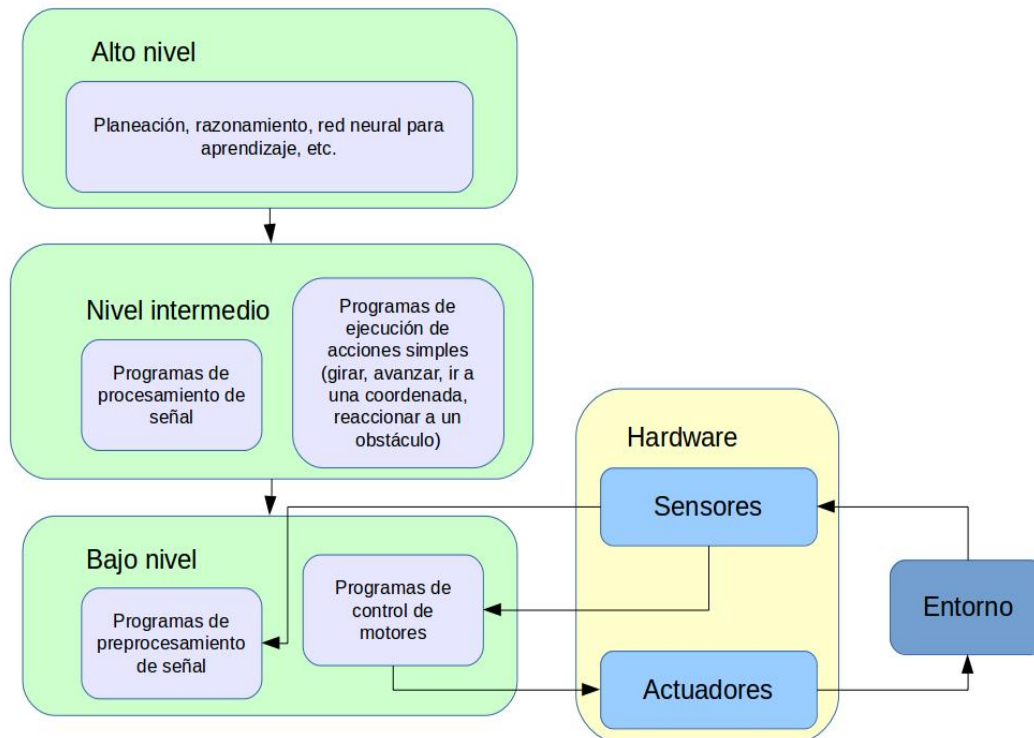 Alto nivel
Planeación, razonamiento, red neural para
aprendizaje, etc.
Nivel intermedio
Programas de
procesamiento de
señal
Programas de
ejecución de
acciones simples
(girar, avanzar, ir a
una coordenada,
reaccionar a un
obstáculo)
Bajo nivel
Programas de
preprocesamiento
de señal
Programas de
control de
motores
Hardware
Sensores
Actuadores
Entorno